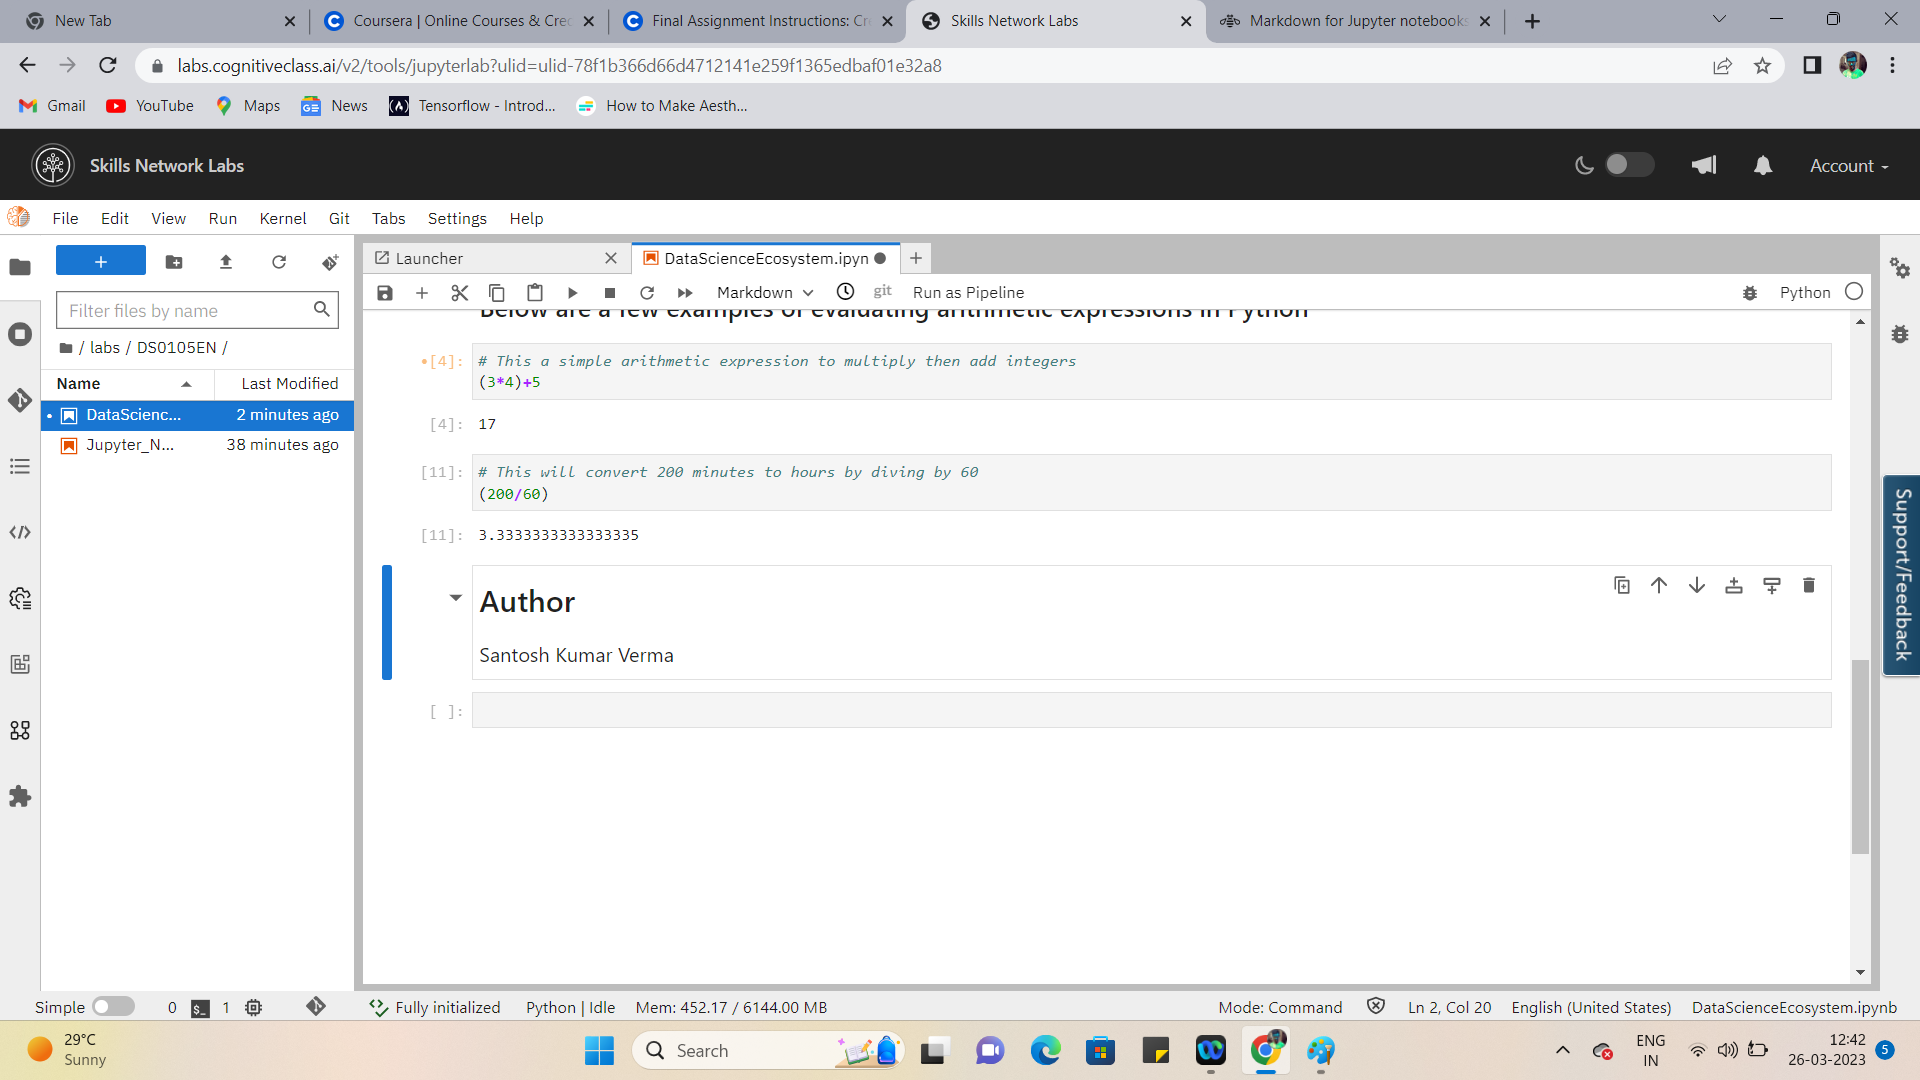 New Tab
Coursera | Online Courses & Crec
Final Assignment Instructions: Cre
Skills Network Labs
Markdown for Jupyter notebooks
labs.cognitiveclass.ai/v2/tools/jupyterlab?ulid=ulid-78f1b366d66d4712141e259f1365edbaf01e32a8
Gmail
YouTube
Maps
News
Tensorflow - Introd...
How to Make Aesth...
Skills Network Labs
Account
File Edit View Run Kernel Git Tabs Settings Help
Launcher
DataScienceEcosystem.ipyn
Markdown
git
Run as Pipeline
Python
Filter files by name
/ labs / DS0105EN /
Name
Last Modified
DataScienc...
2 minutes ago
Jupyter_N...
38 minutes ago
Below are a few examples of evaluating arithmetic expressions in Python
[4]:
# This a simple arithmetic expression to multiply then add integers
(3*4)+5
[4]:
17
[11]:
# This will convert 200 minutes to hours by diving by 60
(200/60)
[11]:
3.3333333333333335
Author
Santosh Kumar Verma
[ ]:
Support/Feedback
Simple
0
$_
1
Fully initialized
Python | Idle
Mem: 452.17 / 6144.00 MB
Mode: Command
Ln 2, Col 20
English (United States)
DataScienceEcosystem.ipynb
29°C
Sunny
Search
ENG
IN
12:42
26-03-2023
5